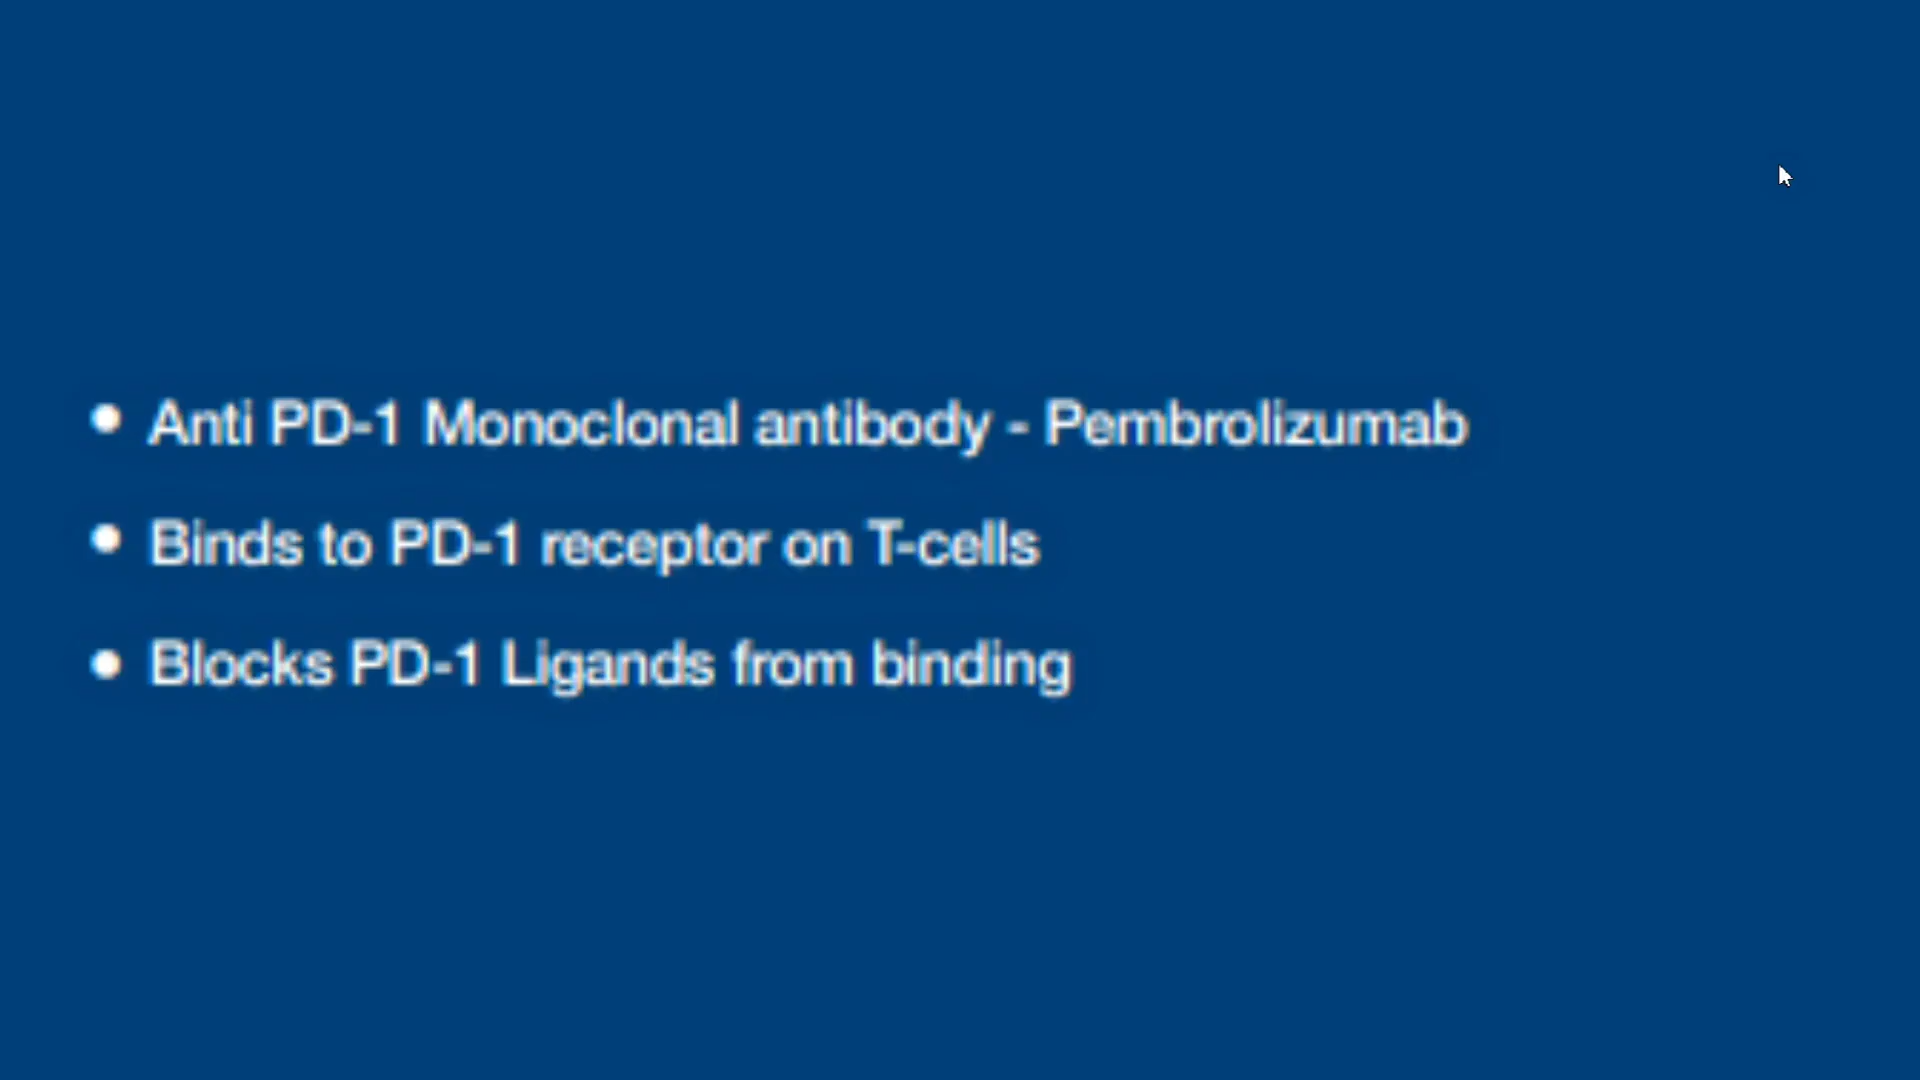 • Anti PD-1 Monoclonal antibody - Pembrolizumab
• Binds to PD-1 receptor on T-cells
• Blocks PD-1 Ligands from binding